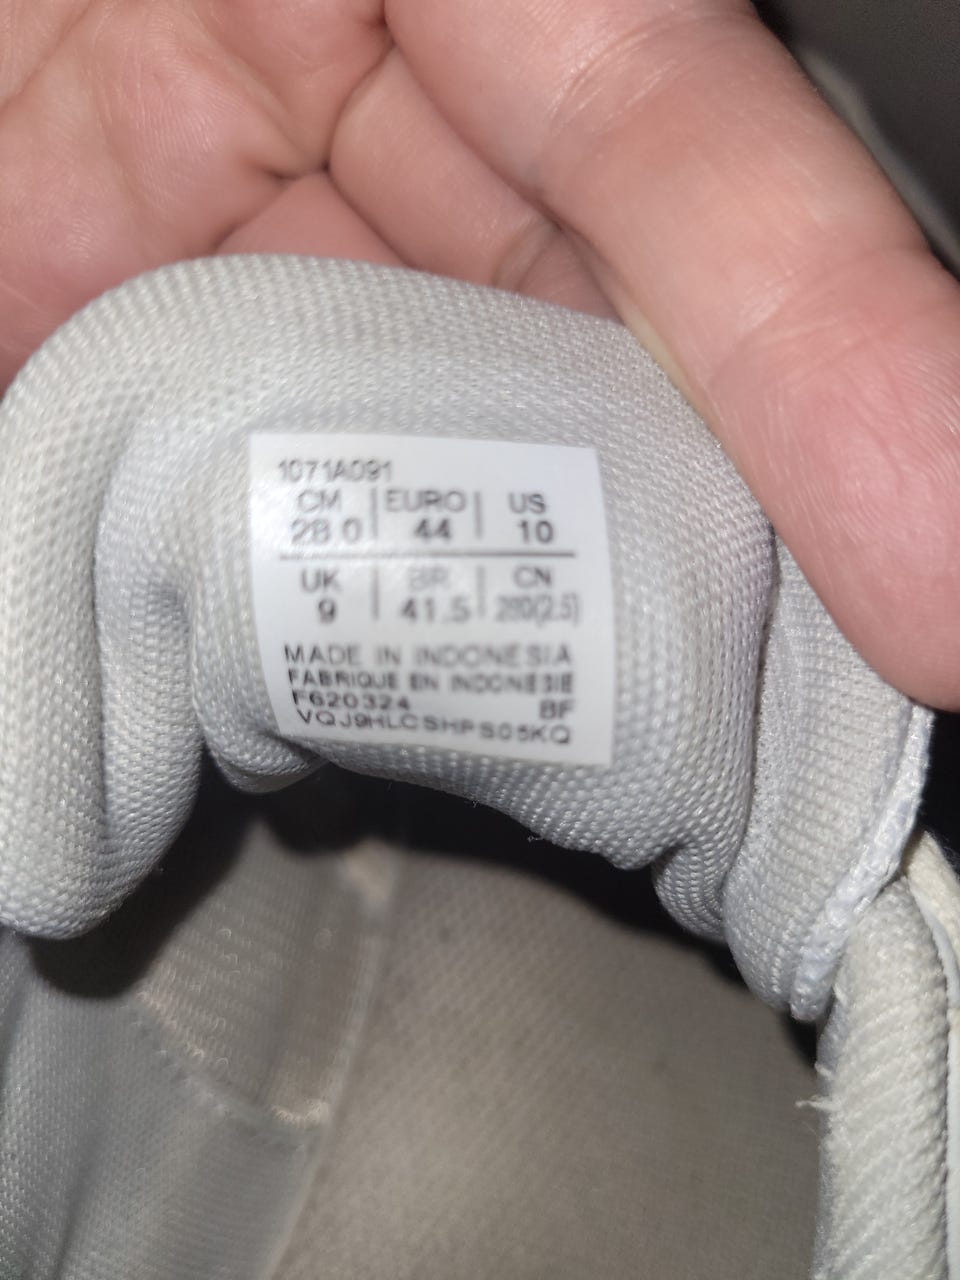 1071A091
CM | EURO | US
28.0 | 44 | 10
UK | BR | CN
9 | 41.5 | 280(2.5)
MADE IN INDONESIA
FABRIQUE EN INDONESIE
F620324 BF
VQJ9HLCSHPS05KQ